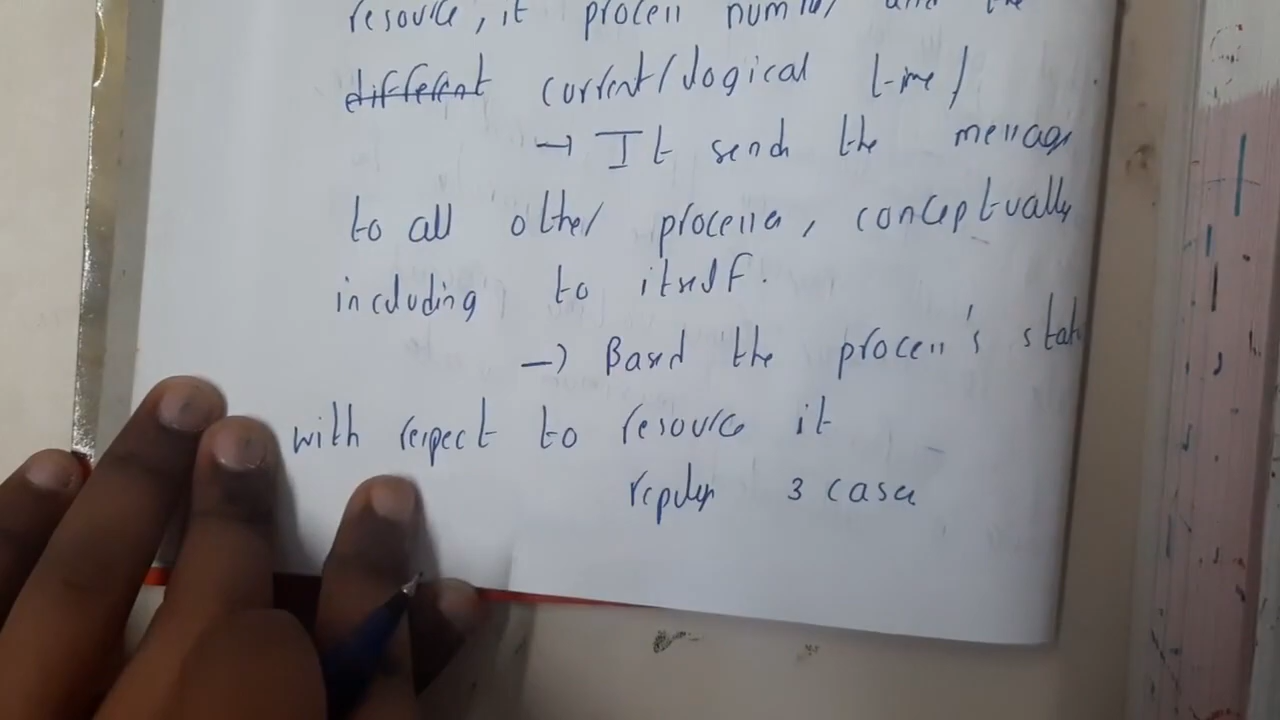 resource, it process number and the
different current/logical time/
→ It send the message
to all other processes, conceptually
including to itself.
→ Based the process's state
with respect to resource it
replys 3 cases